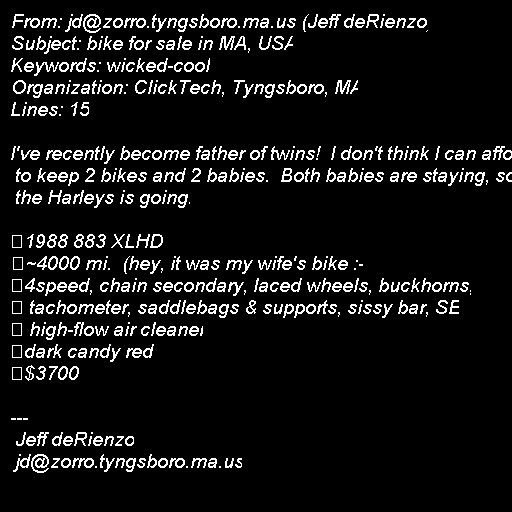 From: jd@zorro.tyngsboro.ma.us (Jeff deRienzo)
Subject: bike for sale in MA, USA
Keywords: wicked-cool
Organization: ClickTech, Tyngsboro, MA
Lines: 15
I've recently become father of twins!  I don't think I can affo
to keep 2 bikes and 2 babies.  Both babies are staying, so
the Harleys is going.
□1988 883 XLHD
□~4000 mi.  (hey, it was my wife's bike :-
□4speed, chain secondary, laced wheels, buckhorns,
□ tachometer, saddlebags & supports, sissy bar, SE
□ high-flow air cleaner
□dark candy red
□$3700
---
Jeff deRienzo
jd@zorro.tyngsboro.ma.us